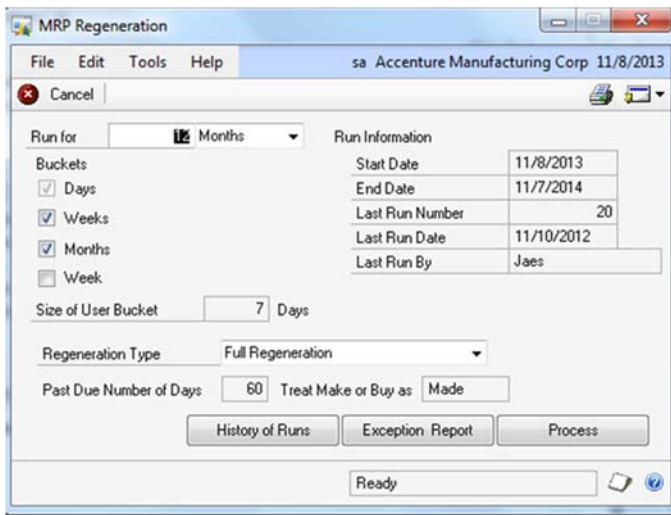 MRP Regeneration
File Edit Tools Help sa Accenture Manufacturing Corp 11/8/2013
Cancel
Run for 12 Months Run Information
Buckets Start Date 11/8/2013
Days End Date 11/7/2014
Weeks Last Run Number 20
Months Last Run Date 11/10/2012
Week Last Run By Jaes
Size of User Bucket 7 Days
Regeneration Type Full Regeneration
Past Due Number of Days 60 Treat Make or Buy as Made
History of Runs Exception Report Process
Ready